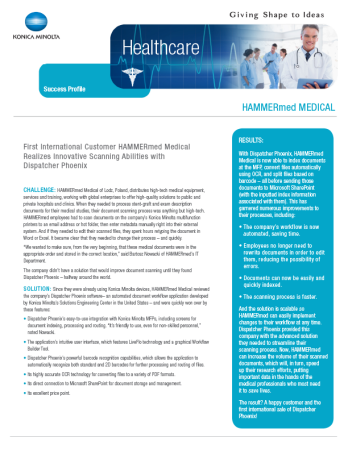 Giving Shape to Ideas
KONICA MINOLTA
Healthcare
Success Profile
HAMMERmed MEDICAL
First International Customer HAMMERmed Medical
Realizes Innovative Scanning Abilities with
Dispatcher Phoenix
CHALLENGE: HAMMERmed Medical of Lodz, Poland, distributes high-tech medical equipment,
services and training, working with global enterprises to offer high quality solutions to public and
private hospitals and clinics. When they needed to process stent-graft and aneurysm description
documents for their medical studies, their document scanning process was anything but high-tech.
HAMMERmed employees had to scan documents on the company's Konica Minolta multifunction
printers to an email address or hot folder, then enter metadata manually right into their external
system. And if they needed to edit their scanned files, they spent hours retyping the document in
Word or Excel. It became clear that they needed to change their process – and quickly.
"We wanted to make sure, from the very beginning, that these medical documents were in the
appropriate order and stored in the correct location," said Bartosz Nawacki of HAMMERmed's IT
Department.
The company didn't have a solution that would improve document scanning until they found
Dispatcher Phoenix – halfway around the world.
SOLUTION: Since they were already using Konica Minolta devices, HAMMERmed Medical reviewed
the company's Dispatcher Phoenix software– an automated document workflow application developed
by Konica Minolta's Solutions Engineering Center in the United States – and were quickly won over by
these features:
• Dispatcher Phoenix's easy-to-use integration with Konica Minolta MFPs, including screens for
document indexing, processing and routing. "It's friendly to use, even for non-skilled personnel,"
noted Nawacki.
• The application's intuitive user interface, which features LiveFlo technology and a graphical Workflow
Builder Tool.
• Dispatcher Phoenix's powerful barcode recognition capabilities, which allows the application to
automatically recognize both standard and 2D barcodes for further processing and routing of files.
• Its highly accurate OCR technology for converting files to a variety of PDF formats.
• Its direct connection to Microsoft SharePoint for document storage and management.
• Its excellent price point.
RESULTS:
With Dispatcher Phoenix, HAMMERmed
Medical is now able to index documents
at the MFP, convert files automatically
using OCR, and split files based on
barcode – all before sending those
documents to Microsoft SharePoint
(with the inputted index information
associated with them). This has
garnered numerous improvements to
their processes, including:
• The company's workflow is now
automated, saving time.
• Employees no longer need to
rewrite documents in order to edit
them, reducing the possibility of
errors.
• Documents can now be easily and
quickly indexed.
• The scanning process is faster.
And the solution is scalable so
HAMMERmed can easily implement
changes to their workflow at any time.
Dispatcher Phoenix provided this
company with the advanced solution
they needed to streamline their
scanning process. Now, HAMMERmed
can increase the volume of their scanned
documents, which will, in turn, speed
up their research efforts, putting
important data in the hands of the
medical professionals who must need
it to save lives.
The result? A happy customer and the
first international sale of Dispatcher
Phoenix!